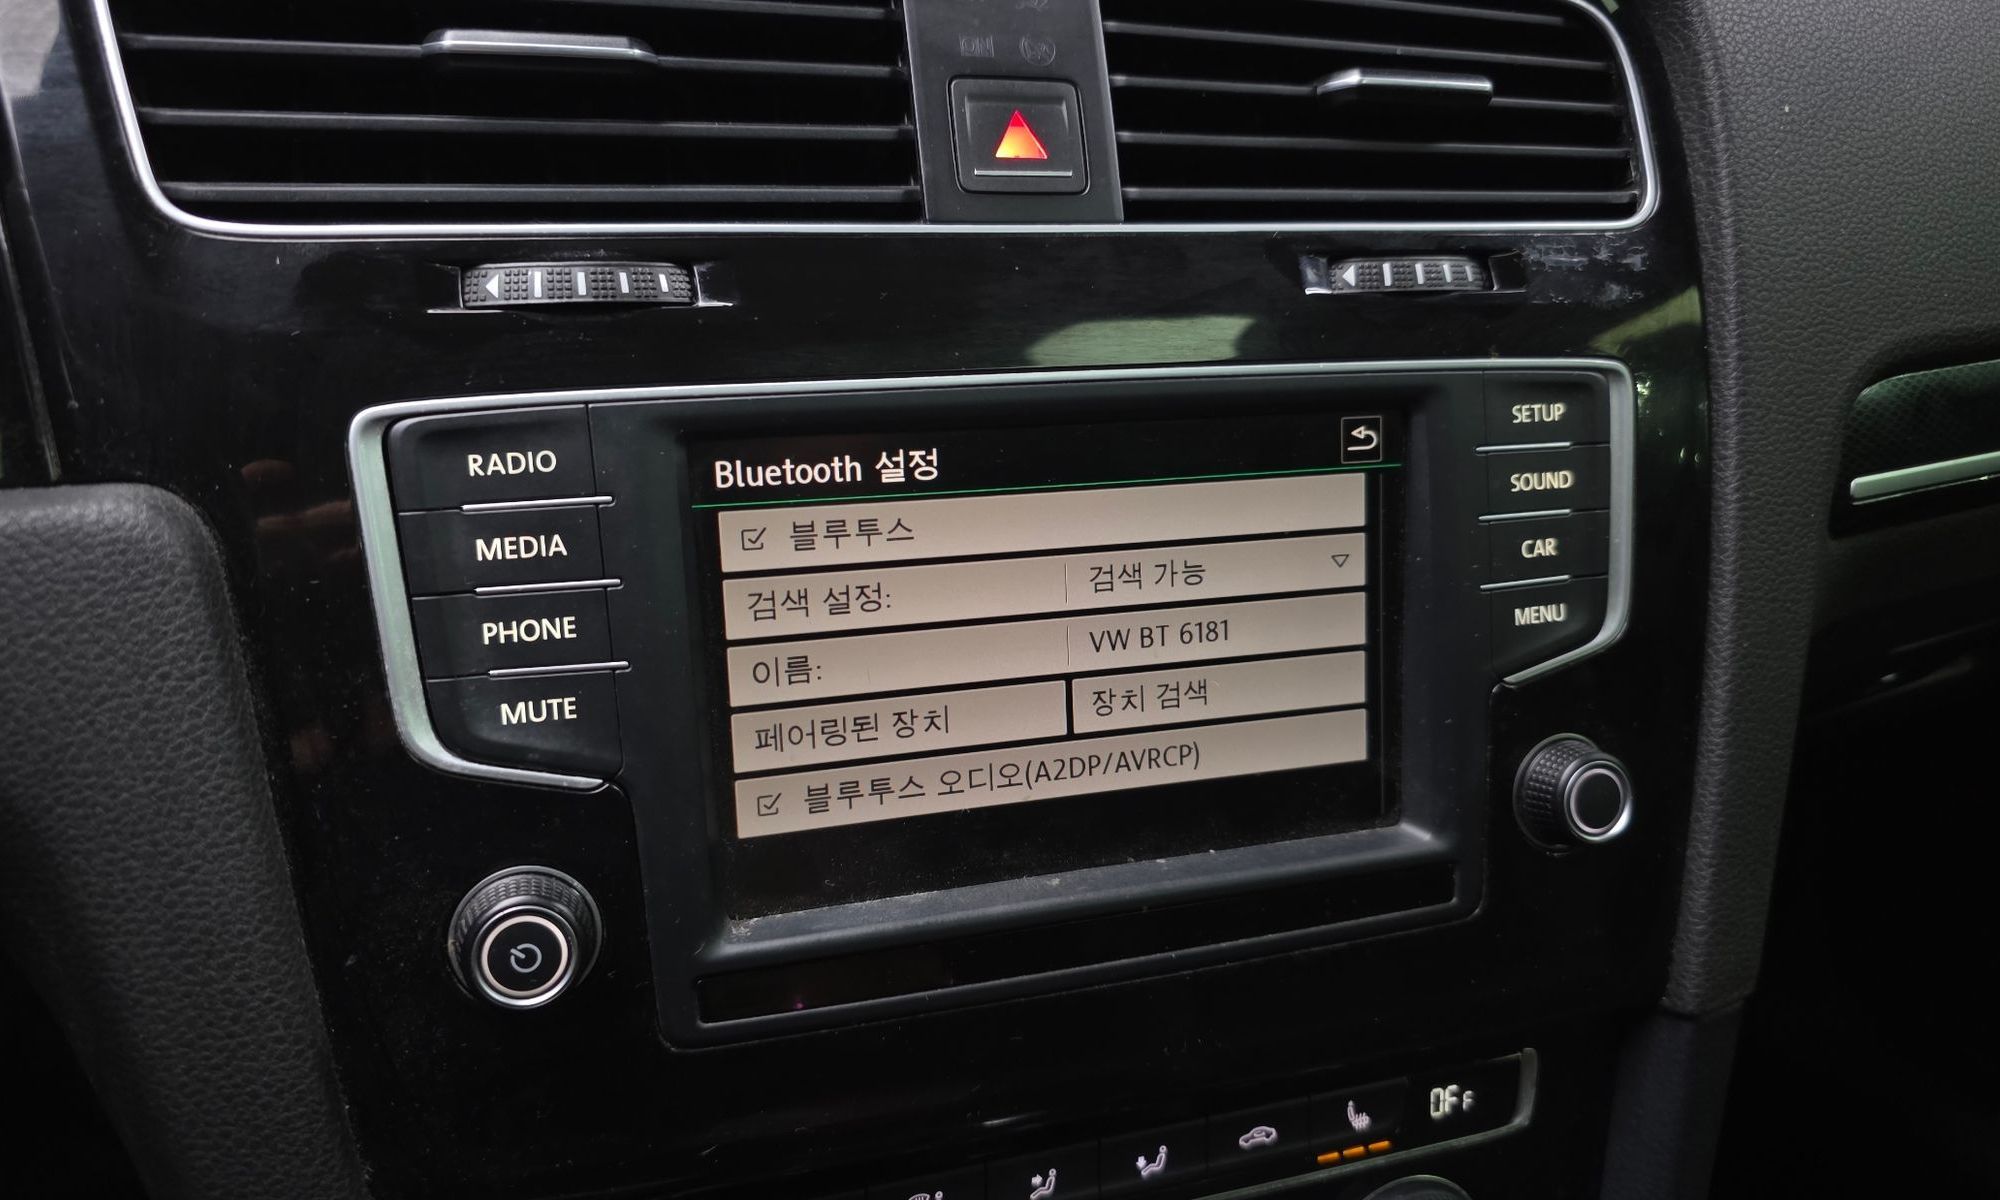 RADIO
MEDIA
PHONE
MUTE
Bluetooth 설정
블루투스
검색 설정: 검색 가능
이름: VW BT 6181
페어링된 장치 장치 검색
블루투스 오디오(A2DP/AVRCP)
SETUP
SOUND
CAR
MENU
OFF